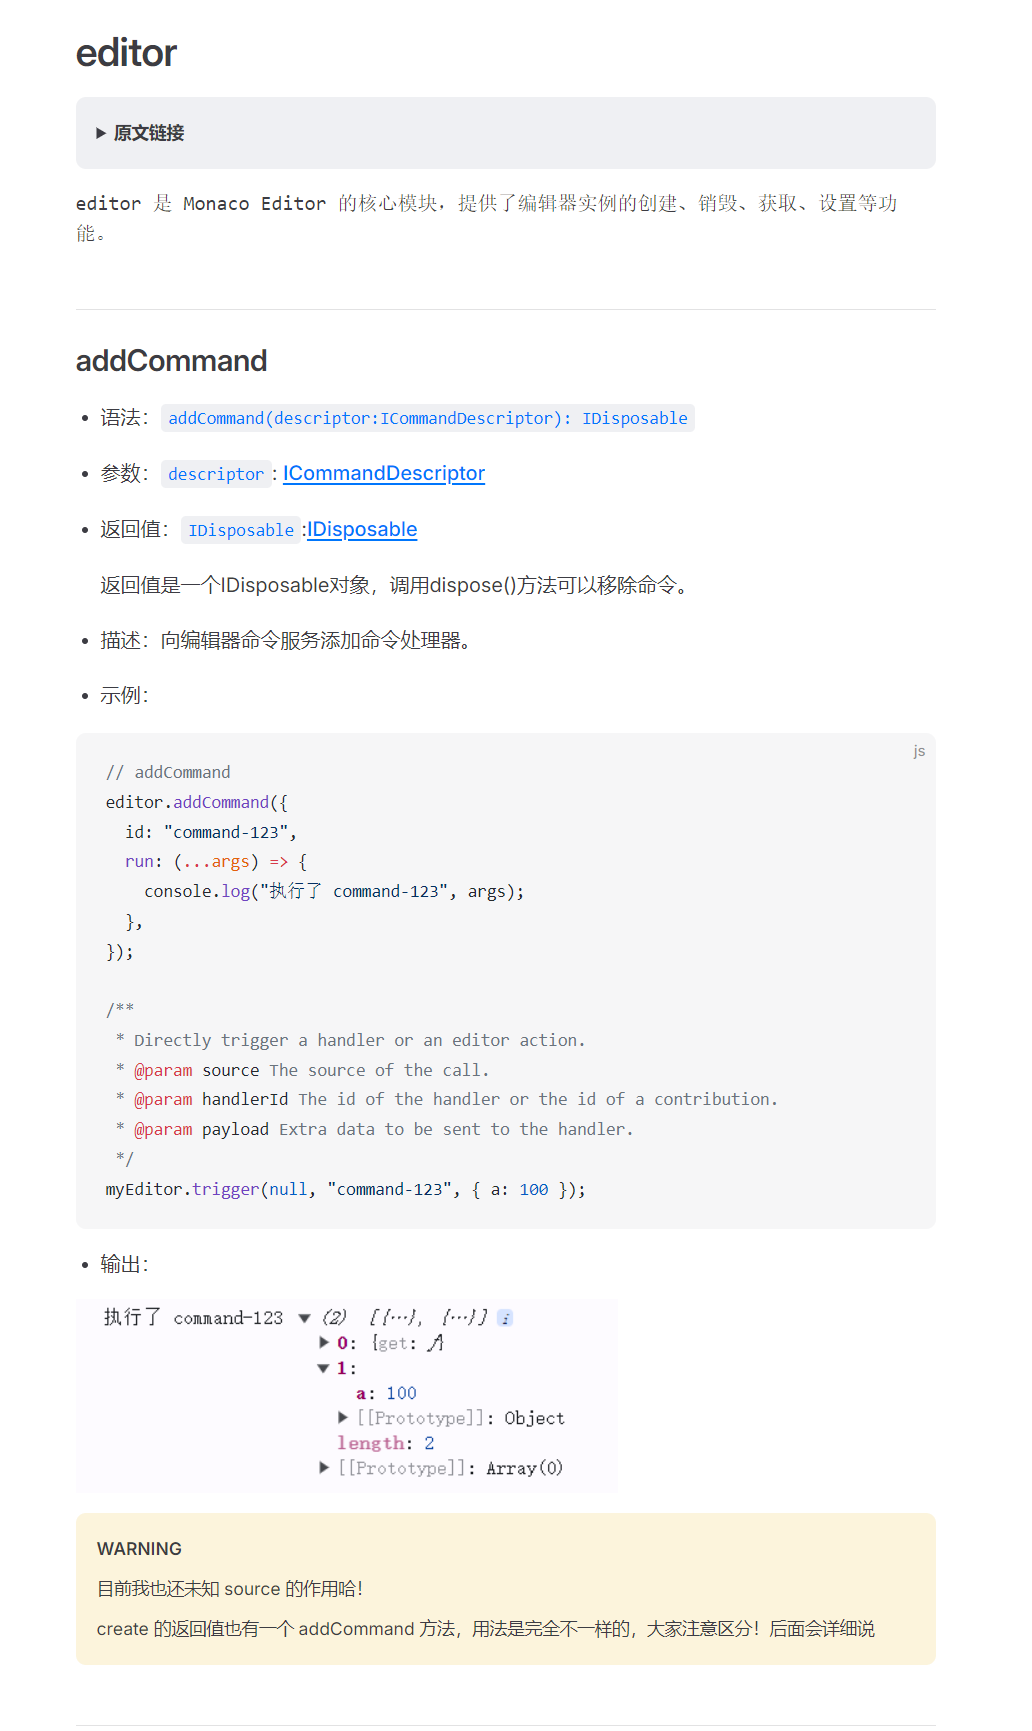 editor
▶ 原文链接
editor 是 Monaco Editor 的核心模块，提供了编辑器实例的创建、销毁、获取、设置等功
能。
addCommand
• 语法：addCommand(descriptor:ICommandDescriptor): IDisposable
• 参数：descriptor: ICommandDescriptor
• 返回值：IDisposable:IDisposable
返回值是一个IDisposable对象，调用dispose()方法可以移除命令。
• 描述：向编辑器命令服务添加命令处理器。
• 示例：
js
// addCommand
editor.addCommand({
  id: "command-123",
  run: (...args) => {
    console.log("执行了 command-123", args);
  },
});
/**
 * Directly trigger a handler or an editor action.
 * @param source The source of the call.
 * @param handlerId The id of the handler or the id of a contribution.
 * @param payload Extra data to be sent to the handler.
 */
myEditor.trigger(null, "command-123", { a: 100 });
• 输出：
执行了 command-123 ▼ (2) [{…}, {…}] i
▶ 0: {get: ƒ}
▼ 1:
a: 100
▶ [[Prototype]]: Object
length: 2
▶ [[Prototype]]: Array(0)
WARNING
目前我也还未知 source 的作用哈！
create 的返回值也有一个 addCommand 方法，用法是完全不一样的，大家注意区分！后面会详细说